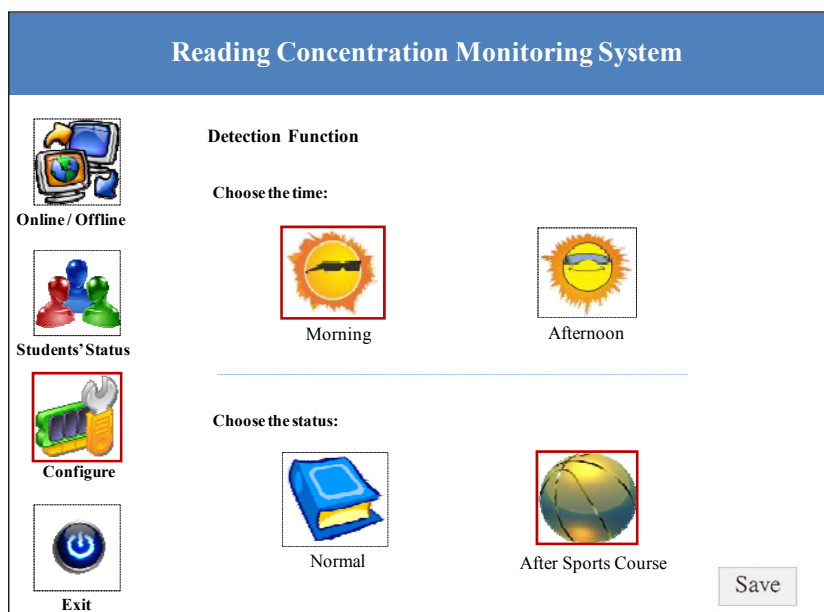 Reading Concentration Monitoring System
Online / Offline
Students' Status
Configure
Exit
Detection Function
Choose the time:
Morning
Afternoon
Choose the status:
Normal
After Sports Course
Save